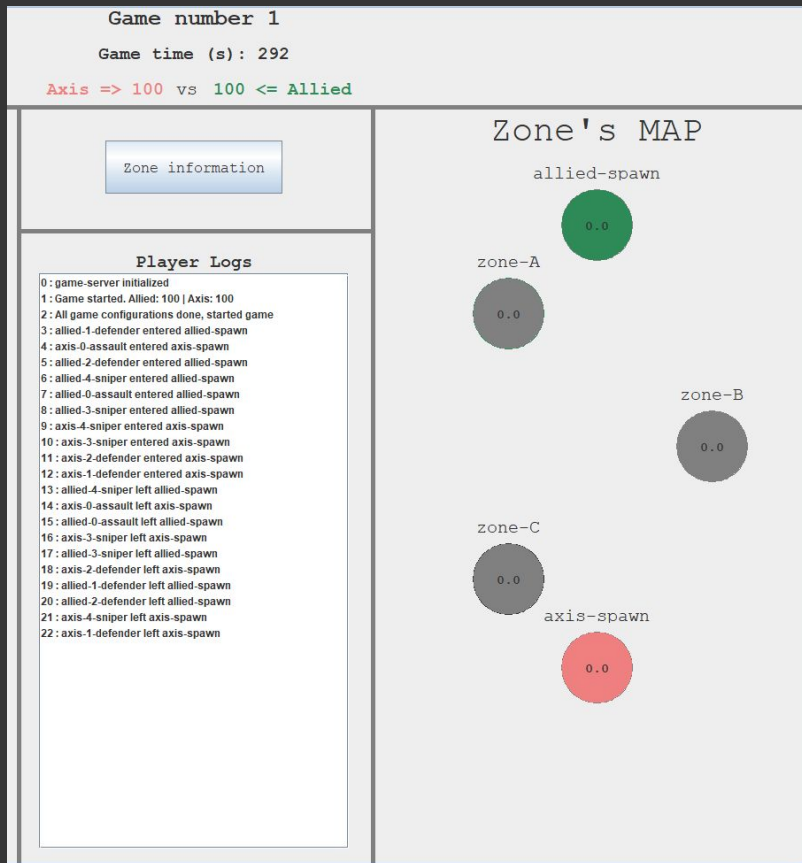 Game number 1
Game time (s): 292
Axis => 100 vs 100 <= Allied
Zone information
Player Logs
0 : game-server initialized
1 : Game started. Allied: 100 | Axis: 100
2 : All game configurations done, started game
3 : allied-1-defender entered allied-spawn
4 : axis-0-assault entered axis-spawn
5 : allied-2-defender entered allied-spawn
6 : allied-4-sniper entered allied-spawn
7 : allied-0-assault entered allied-spawn
8 : allied-3-sniper entered allied-spawn
9 : axis-4-sniper entered axis-spawn
10 : axis-3-sniper entered axis-spawn
11 : axis-2-defender entered axis-spawn
12 : axis-1-defender entered axis-spawn
13 : allied-4-sniper left allied-spawn
14 : axis-0-assault left axis-spawn
15 : allied-0-assault left allied-spawn
16 : axis-3-sniper left axis-spawn
17 : allied-3-sniper left allied-spawn
18 : axis-2-defender left axis-spawn
19 : allied-1-defender left allied-spawn
20 : allied-2-defender left allied-spawn
21 : axis-4-sniper left axis-spawn
22 : axis-1-defender left axis-spawn
Zone's MAP
allied-spawn
0.0
zone-A
0.0
zone-B
0.0
zone-C
0.0
axis-spawn
0.0